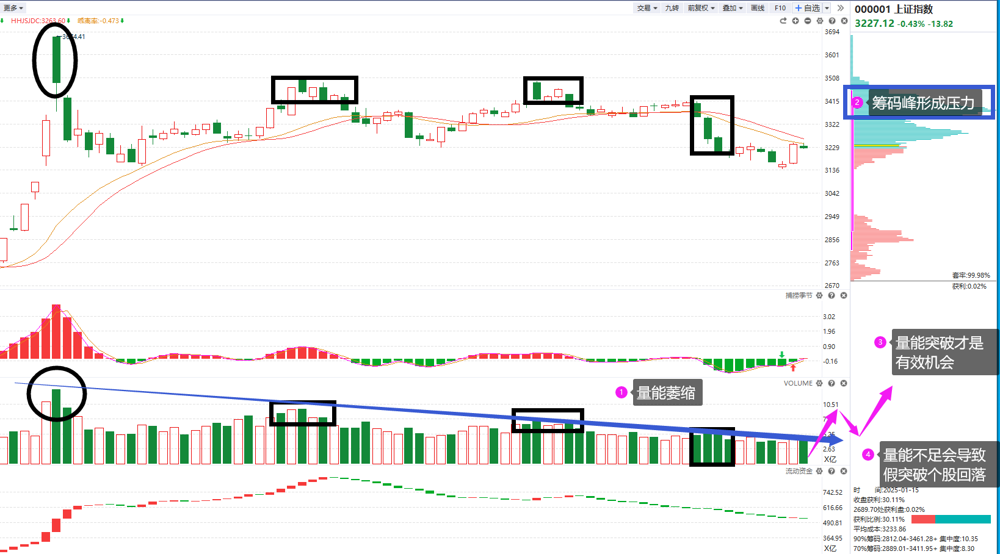 更多
交易 九转 前复权 叠加 画线 F10 +自选
000001 上证指数
3227.12 -0.43% -13.82
HHJSJDC:3263.60 乖离率:-0.473
3674.41
3694
3601
3508
3415
3322
3229
3136
3042
2949
2856
2763
2670
2 筹码峰形成压力
套牢:99.98%
获利:0.02%
捕捞季节
3.02
1.96
0.90
-0.16
3 量能突破才是
有效机会
VOLUME
1 量能萎缩
10.51
5.25
2.63
X亿
4 量能不足会导致
假突破个股回落
流动资金
742.52
616.66
490.81
364.95
X亿
时 间:2025-01-15
收盘获利:30.11%
2689.70处获利盘:0.02%
获利比例:30.11%
平均成本:3233.86
90%筹码:2812.04-3461.28+ 集中度:10.35
70%筹码:2889.01-3411.95+ 集中度:8.30